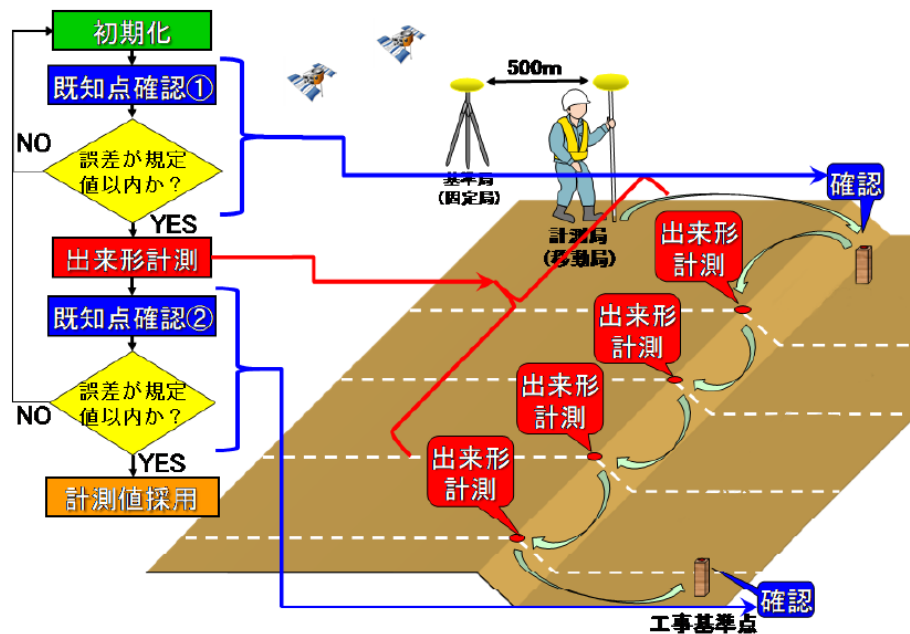 初期化
既知点確認①
誤差が規定
値以内か？
NO
YES
出来形計測
既知点確認②
誤差が規定
値以内か？
NO
YES
計測値採用
500m
基準局
(固定局)
計測局
(移動局)
確認
出来形
計測
出来形
計測
出来形
計測
出来形
計測
工事基準点
確認